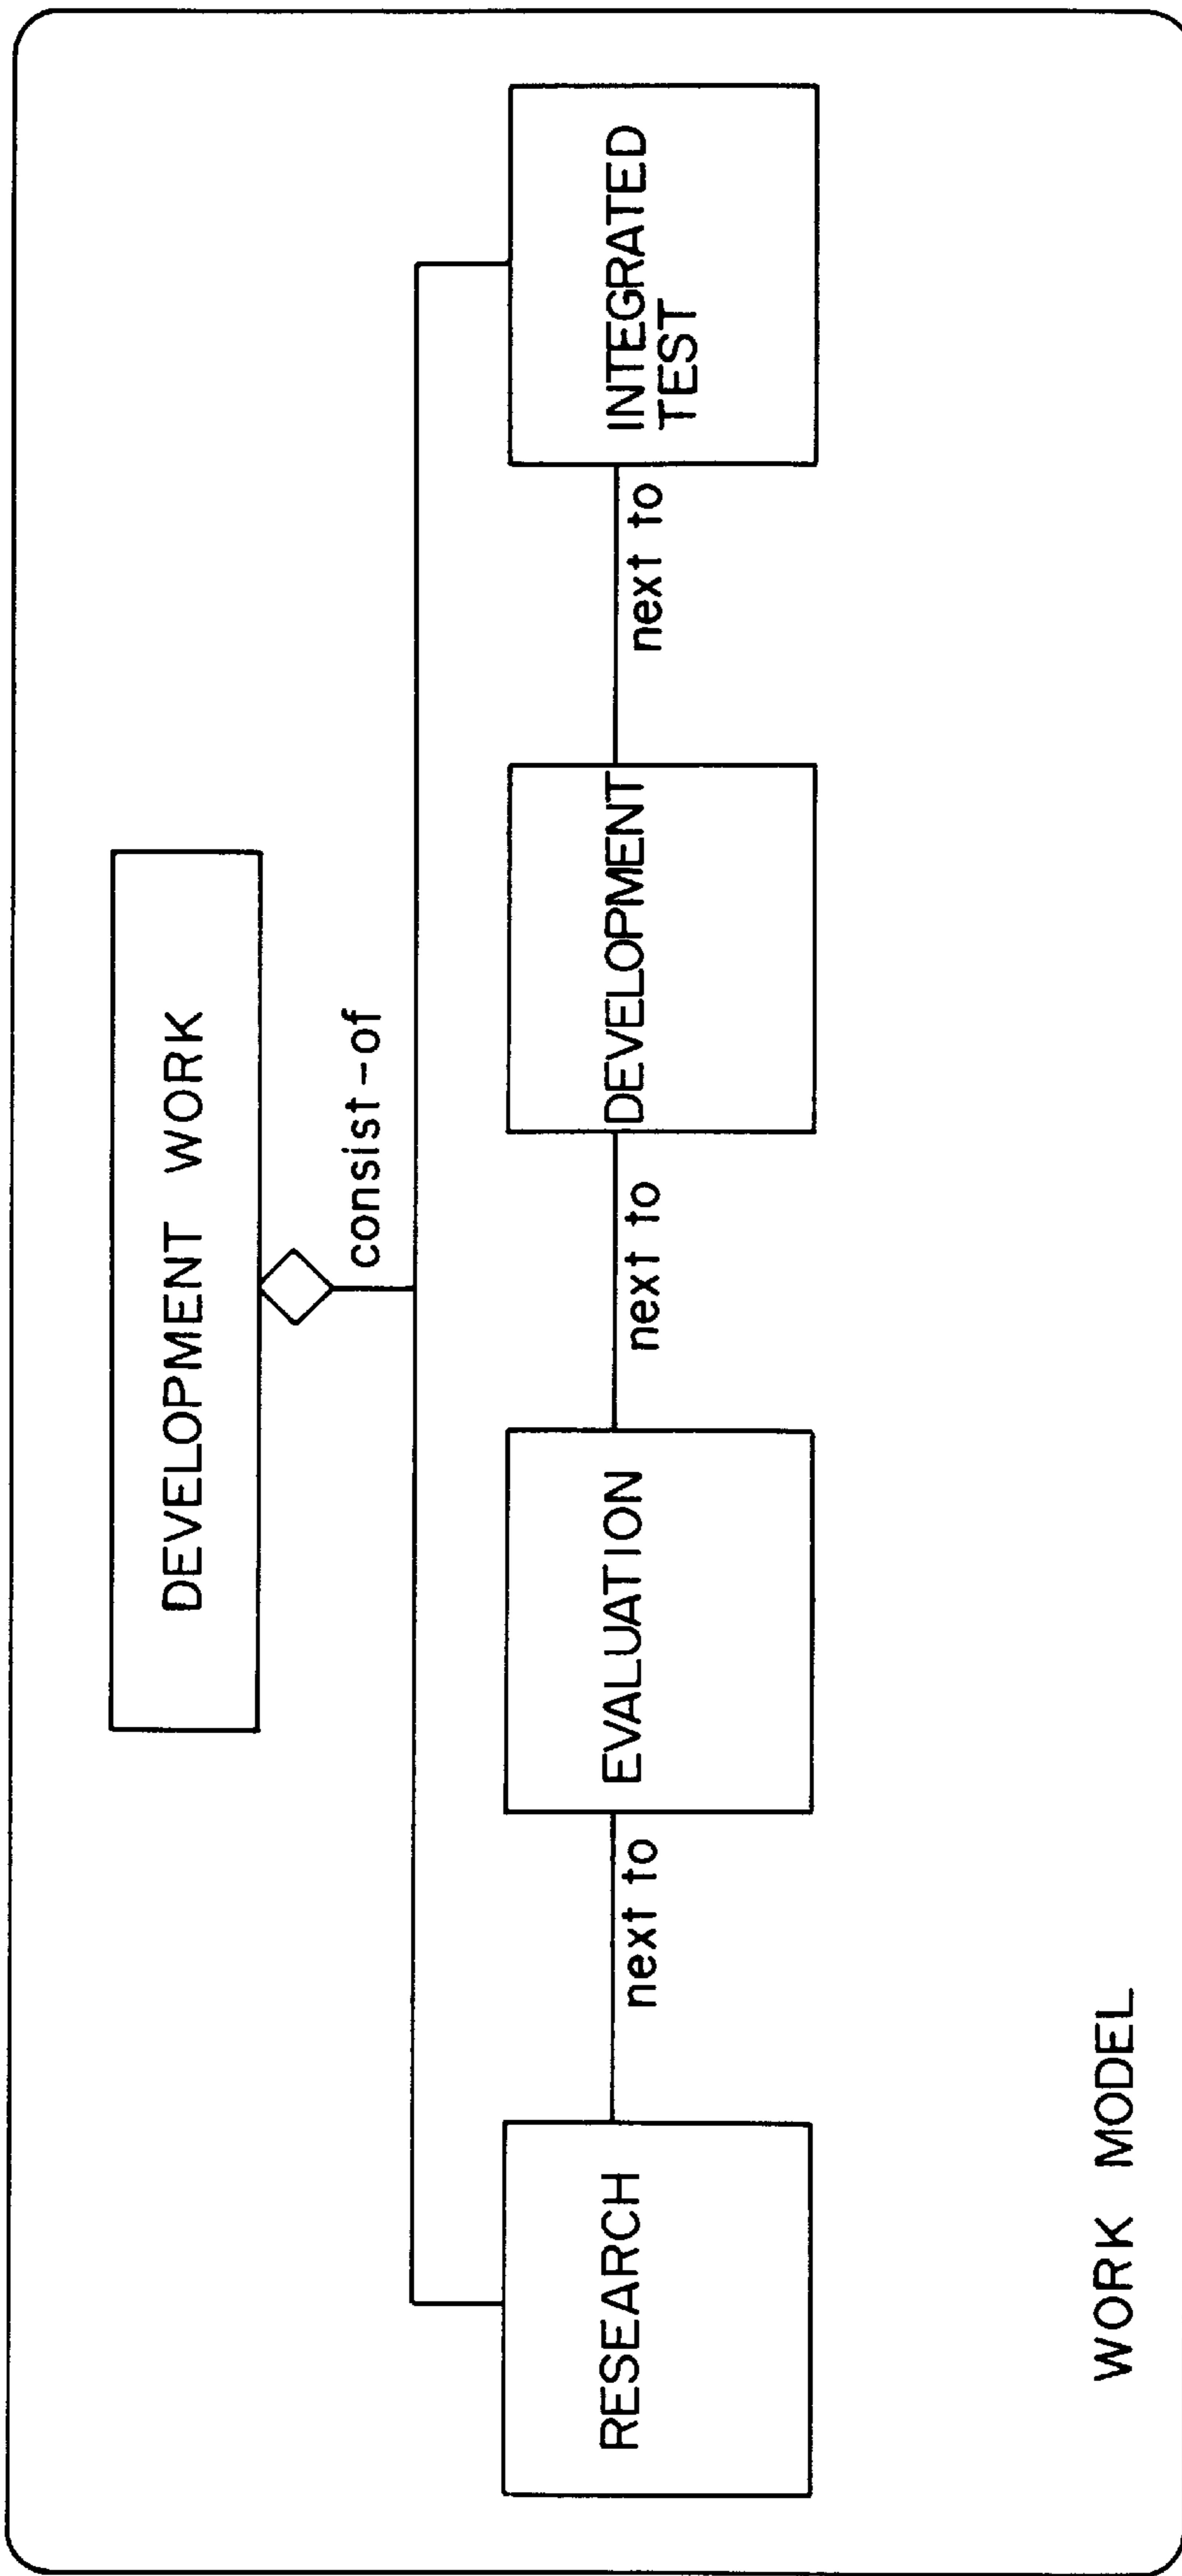 DEVELOPMENT WORK
consist-of
RESEARCH
next to
EVALUATION
next to
DEVELOPMENT
next to
INTEGRATED
TEST
WORK MODEL